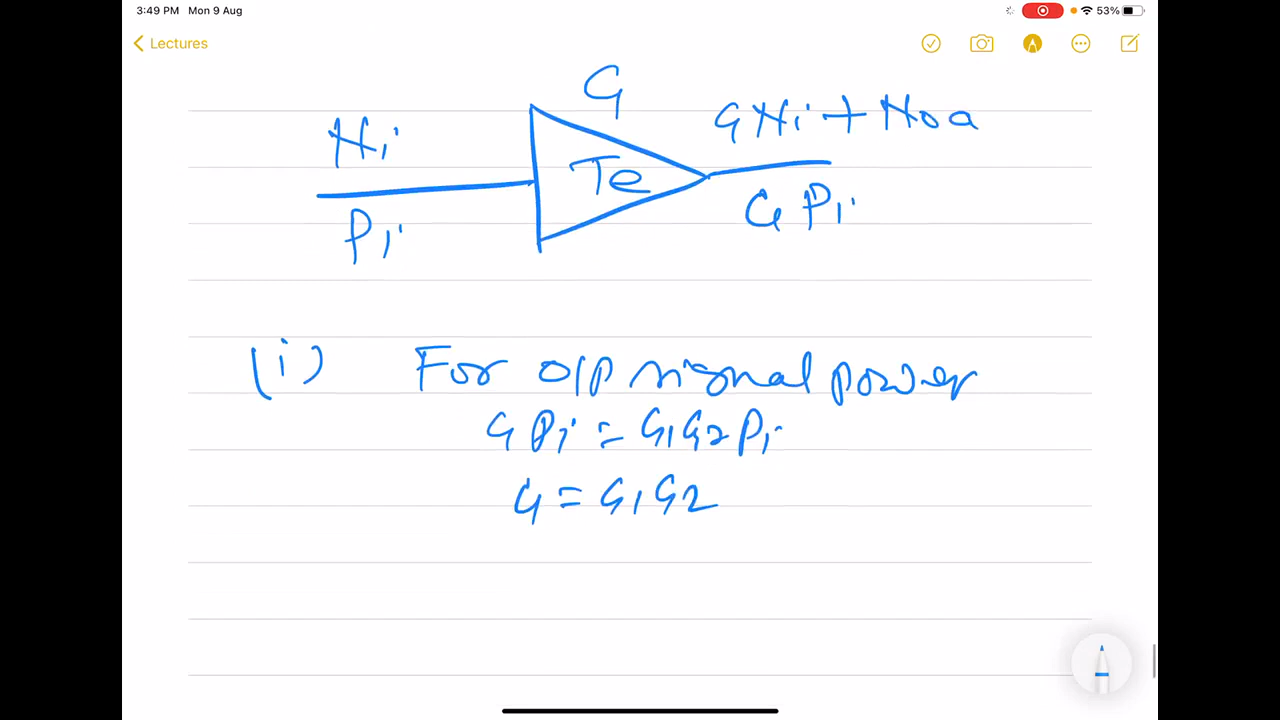 3:49 PM Mon 9 Aug
53%
Lectures
G
Ni
GNi + Noa
Te
Pi
GPi
(i) For o/p signal power
GPi = G1G2Pi
G = G1G2